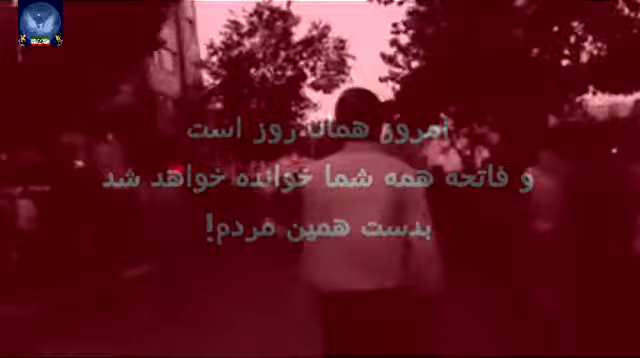 امروز همان روز است
و فاتحه همه شما خوانده خواهد شد
بدست همین مردم!